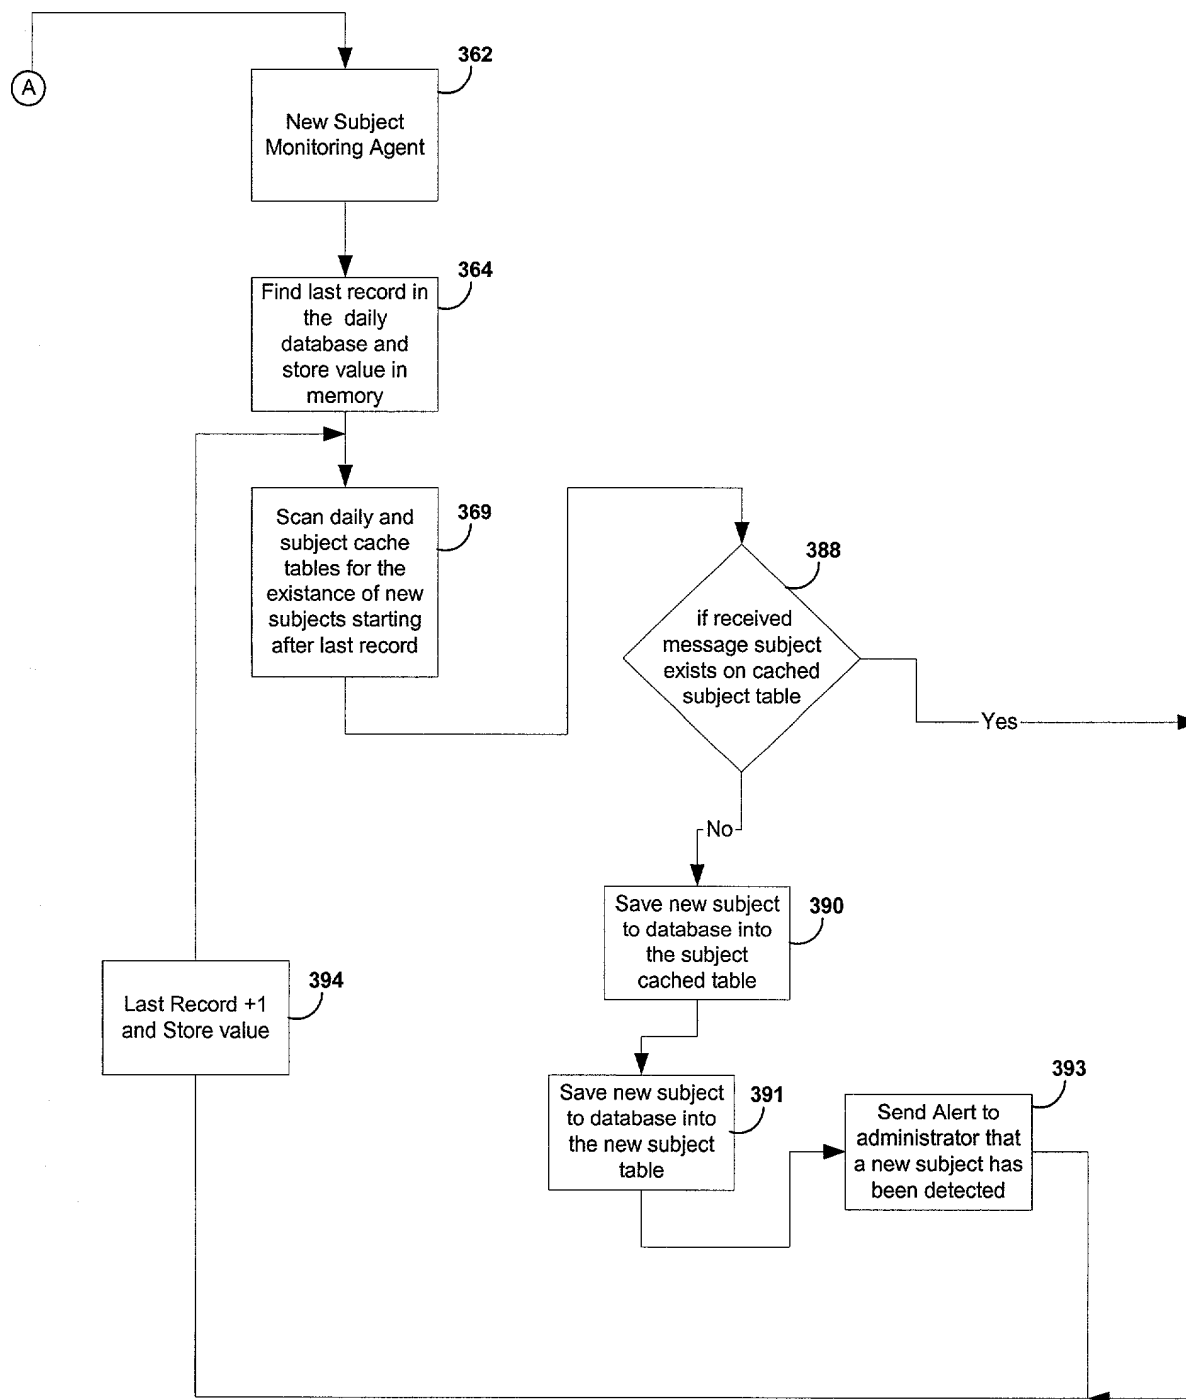 A
362
New Subject
Monitoring Agent
364
Find last record in
the daily
database and
store value in
memory
369
Scan daily and
subject cache
tables for the
existance of new
subjects starting
after last record
388
if received
message subject
exists on cached
subject table
Yes
No
390
Save new subject
to database into
the subject
cached table
394
Last Record +1
and Store value
391
Save new subject
to database into
the new subject
table
393
Send Alert to
administrator that
a new subject has
been detected